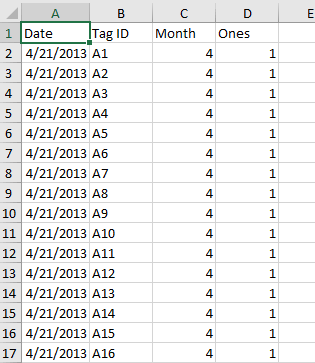 A B C D E
1 Date Tag ID Month Ones
2 4/21/2013 A1 4 1
3 4/21/2013 A2 4 1
4 4/21/2013 A3 4 1
5 4/21/2013 A4 4 1
6 4/21/2013 A5 4 1
7 4/21/2013 A6 4 1
8 4/21/2013 A7 4 1
9 4/21/2013 A8 4 1
10 4/21/2013 A9 4 1
11 4/21/2013 A10 4 1
12 4/21/2013 A11 4 1
13 4/21/2013 A12 4 1
14 4/21/2013 A13 4 1
15 4/21/2013 A14 4 1
16 4/21/2013 A15 4 1
17 4/21/2013 A16 4 1